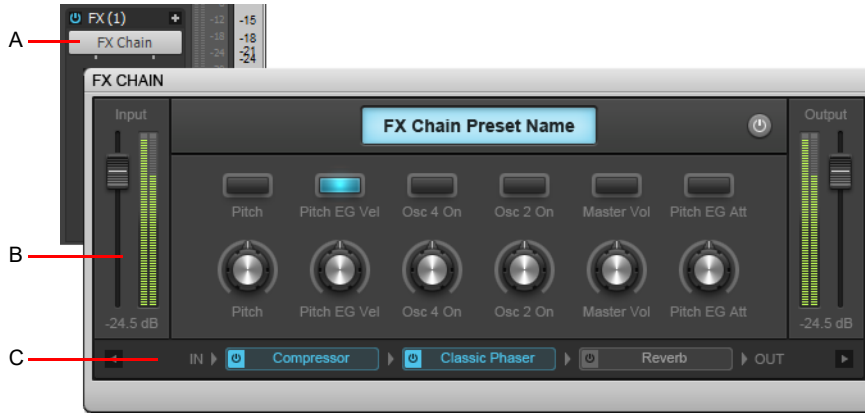 FX (1)
-12
-15
A
FX Chain
-18
-18
-24
-21
-24
FX CHAIN
Input
FX Chain Preset Name
Output
Pitch
Pitch EG Vel
Osc 4 On
Osc 2 On
Master Vol
Pitch EG Att
B
Pitch
Pitch EG Vel
Osc 4 On
Osc 2 On
Master Vol
Pitch EG Att
-24.5 dB
-24.5 dB
C
IN
Compressor
Classic Phaser
Reverb
OUT